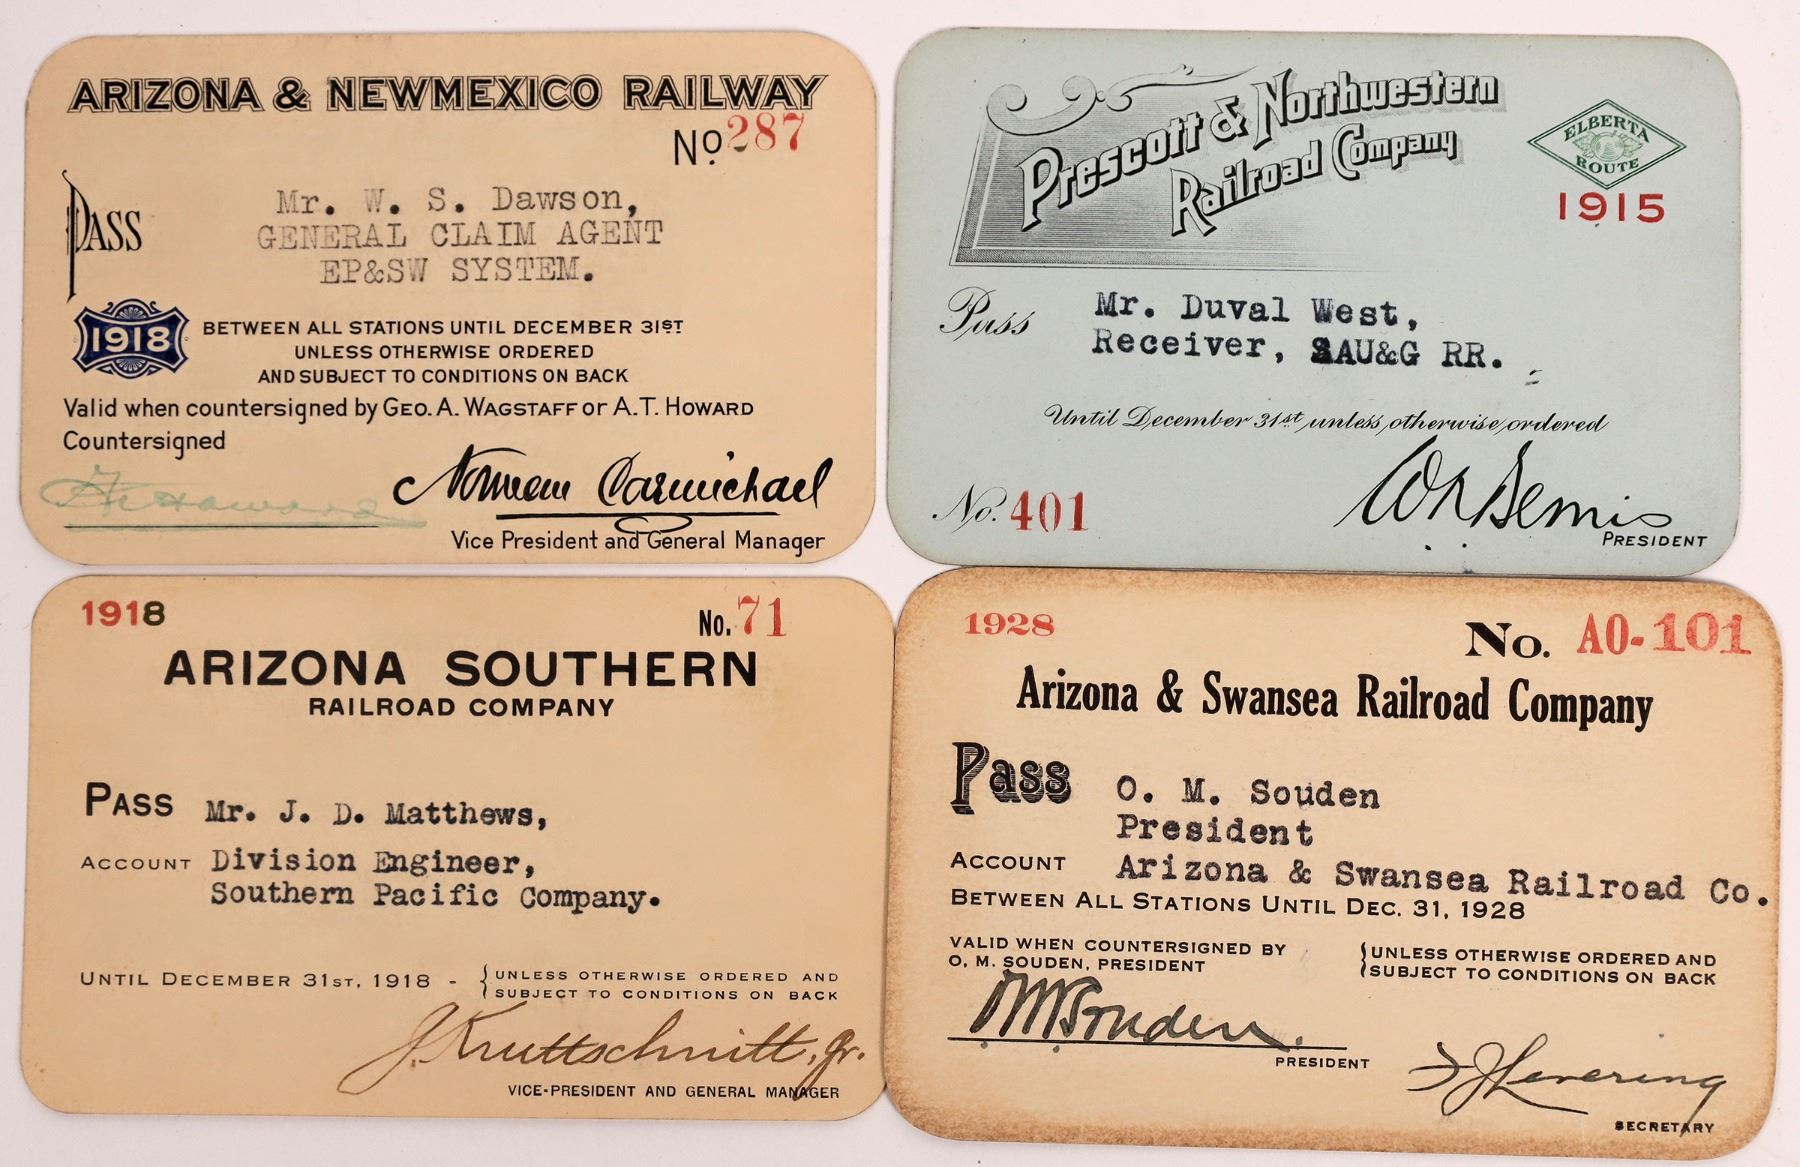 ARIZONA & NEWMEXICO RAILWAY
No. 287
PASS
Mr. W. S. Dawson,
GENERAL CLAIM AGENT
EP&SW SYSTEM.
1918
BETWEEN ALL STATIONS UNTIL DECEMBER 31ST
UNLESS OTHERWISE ORDERED
AND SUBJECT TO CONDITIONS ON BACK
Valid when countersigned by GEO. A. WAGSTAFF or A.T. HOWARD
Countersigned
Norman Carmichael
Vice President and General Manager
Prescott & Northwestern
Railroad Company
ELBERTA
ROUTE
1915
Pass
Mr. Duval West,
Receiver, SAU&G RR.
Until December 31st, unless otherwise ordered
No. 401
W N Bemis
PRESIDENT
1918
No. 71
ARIZONA SOUTHERN
RAILROAD COMPANY
PASS Mr. J. D. Matthews,
ACCOUNT Division Engineer,
Southern Pacific Company.
UNTIL DECEMBER 31ST, 1918 - { UNLESS OTHERWISE ORDERED AND
SUBJECT TO CONDITIONS ON BACK
J. Kruttschnitt, Jr.
VICE-PRESIDENT AND GENERAL MANAGER
1928
No. AO-101
Arizona & Swansea Railroad Company
Pass
O. M. Souden
President
ACCOUNT Arizona & Swansea Railroad Co.
BETWEEN ALL STATIONS UNTIL DEC. 31, 1928
VALID WHEN COUNTERSIGNED BY
O. M. SOUDEN, PRESIDENT
{ UNLESS OTHERWISE ORDERED AND
SUBJECT TO CONDITIONS ON BACK
O M Souden.
PRESIDENT
Levering
SECRETARY